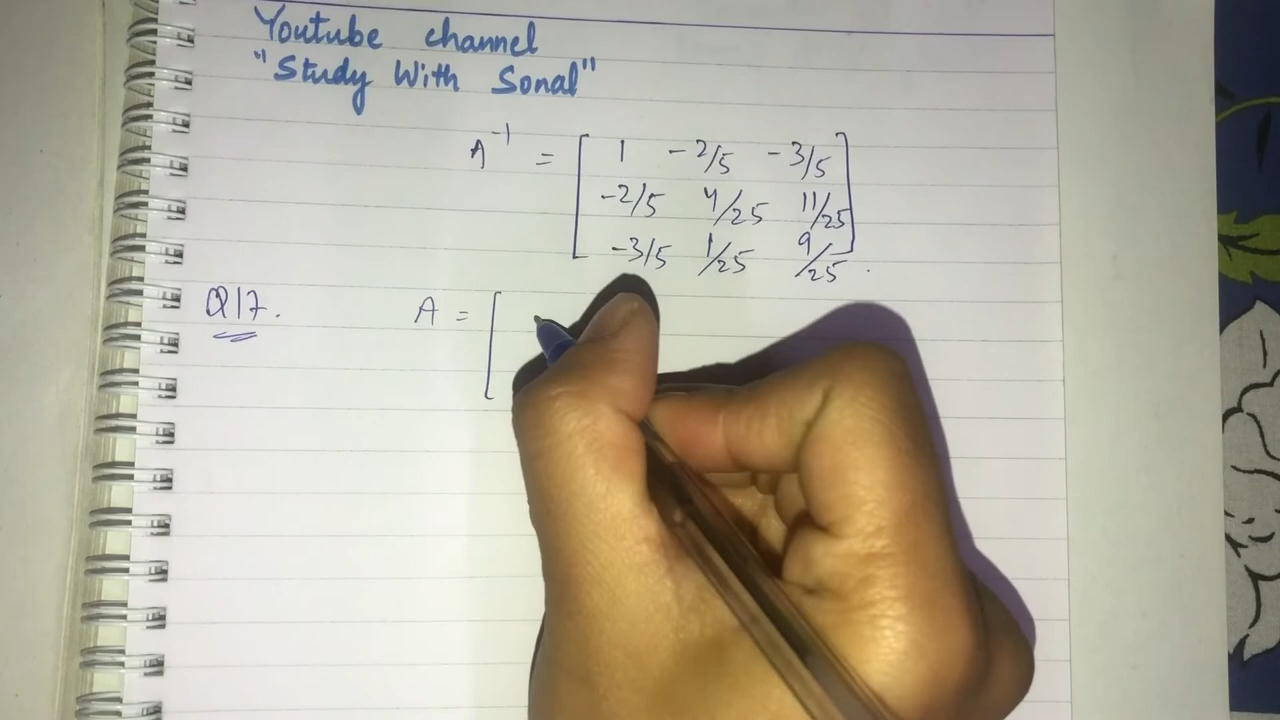 Youtube channel
"Study With Sonal"
A⁻¹ = [ 1 -2/5 -3/5
-2/5 4/25 11/25
-3/5 1/25 9/25 ] .
Q17. A = [